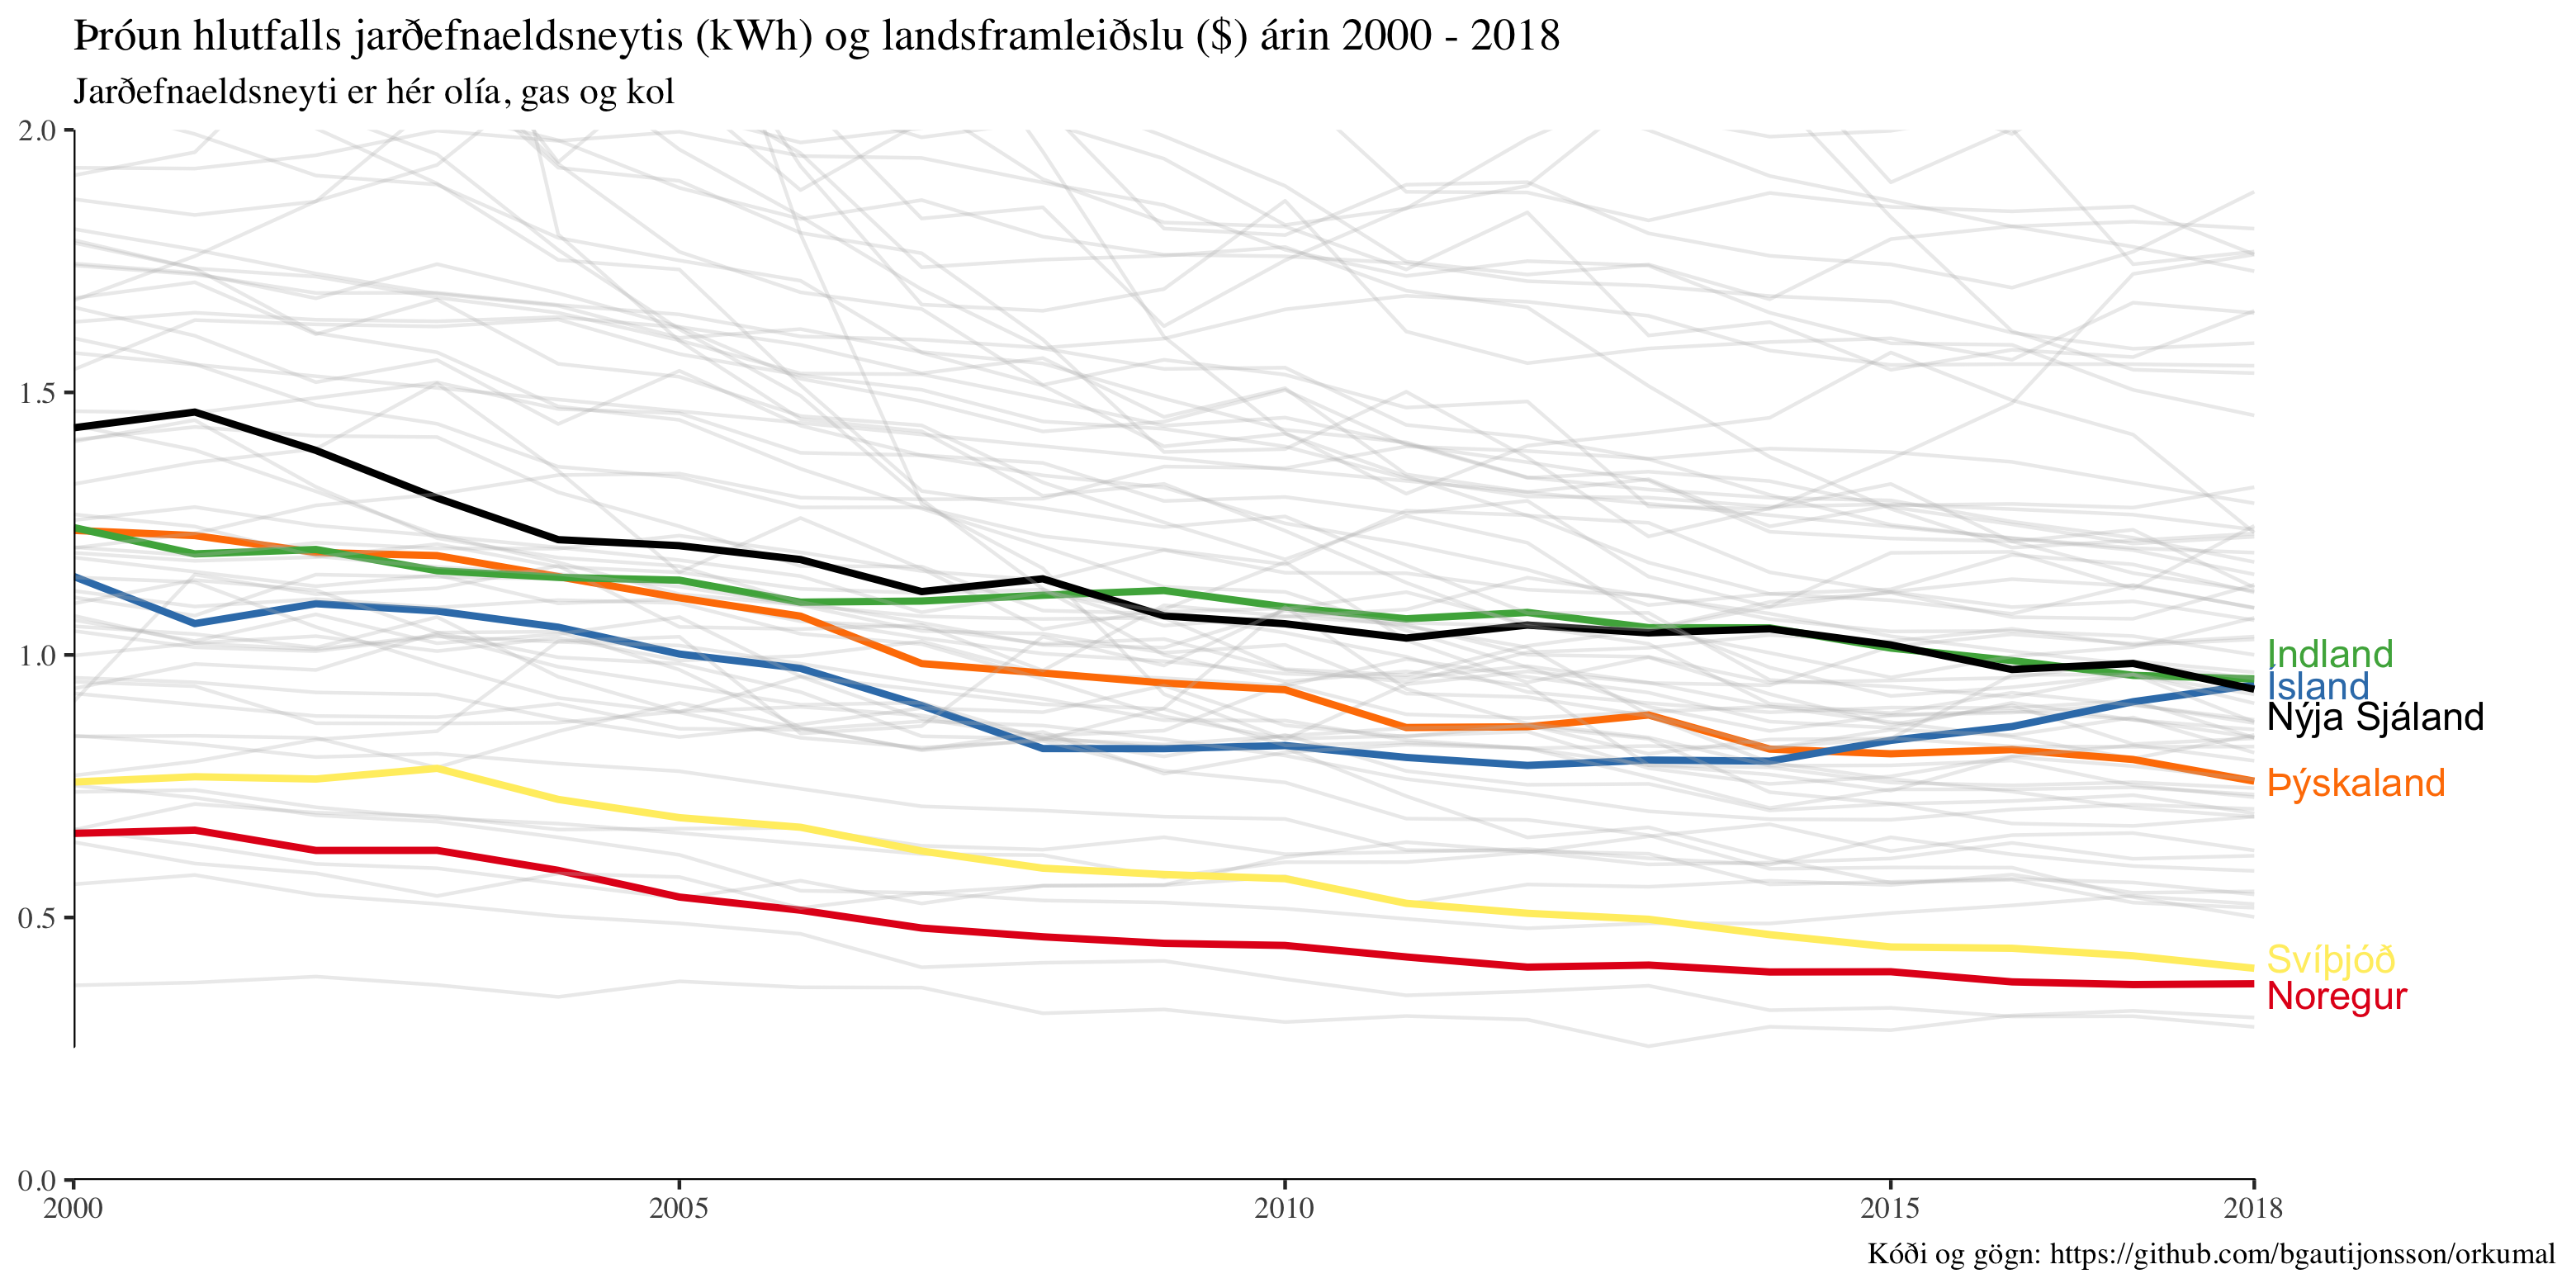 Þróun hlutfalls jarðefnaeldsneytis (kWh) og landsframleiðslu ($) árin 2000 - 2018
Jarðefnaeldsneyti er hér olía, gas og kol
2.0
1.5
1.0
0.5
0.0
Indland
Ísland
Nýja Sjáland
Þýskaland
Svíþjóð
Noregur
2000 2005 2010 2015 2018
Kóði og gögn: https://github.com/bgautijonsson/orkumal